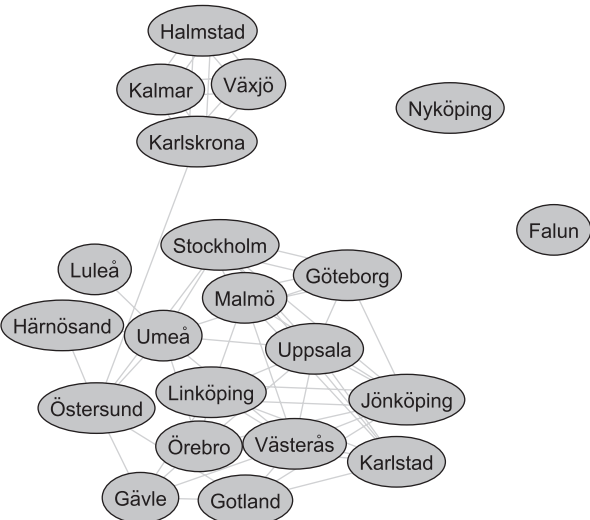 Halmstad
Kalmar
Växjö
Nyköping
Karlskrona
Falun
Stockholm
Luleå
Göteborg
Malmö
Härnösand
Umeå
Uppsala
Linköping
Östersund
Jönköping
Örebro
Västerås
Karlstad
Gävle
Gotland